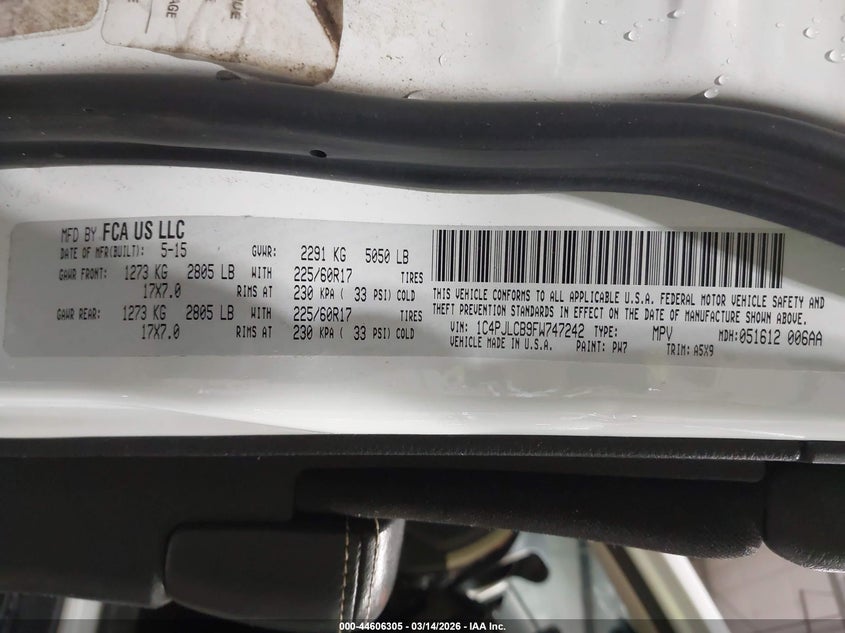 MFD BY FCA US LLC
DATE OF MFR(BUILT): 5-15 GVWR: 2291 KG 5050 LB
GAWR FRONT: 1273 KG 2805 LB WITH 225/60R17 TIRES
17X7.0 RIMS AT 230 KPA ( 33 PSI) COLD
GAWR REAR: 1273 KG 2805 LB WITH 225/60R17 TIRES
17X7.0 RIMS AT 230 KPA ( 33 PSI) COLD
THIS VEHICLE CONFORMS TO ALL APPLICABLE U.S.A. FEDERAL MOTOR VEHICLE SAFETY AND
THEFT PREVENTION STANDARDS IN EFFECT ON THE DATE OF MANUFACTURE SHOWN ABOVE.
VIN: 1C4PJLCB9FW747242 TYPE: MPV MDH:051612 006AA
VEHICLE MADE IN U.S.A. PAINT: PW7 TRIM: A5X9
000-44606305 - 03/14/2026 - IAA Inc.